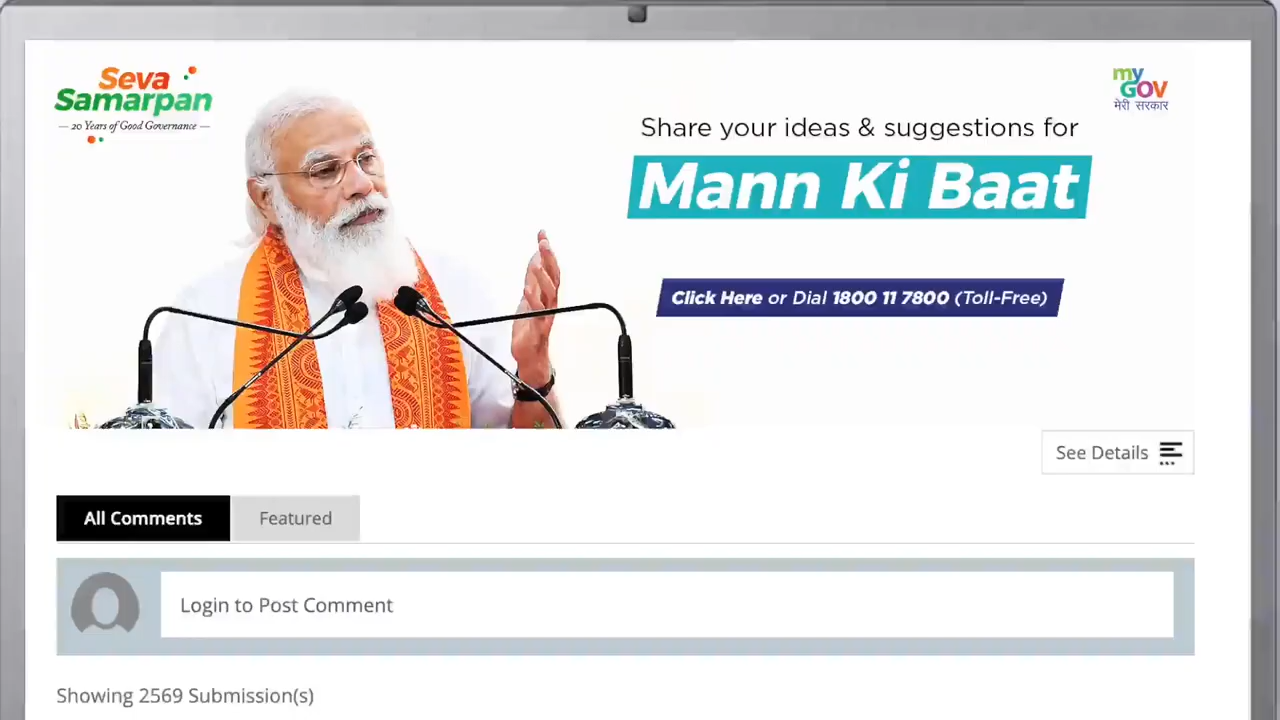 Seva
Samarpan
20 Years of Good Governance
my
GOV
मेरी सरकार
Share your ideas & suggestions for
Mann Ki Baat
Click Here or Dial 1800 11 7800 (Toll-Free)
See Details
All Comments
Featured
Login to Post Comment
Showing 2569 Submission(s)